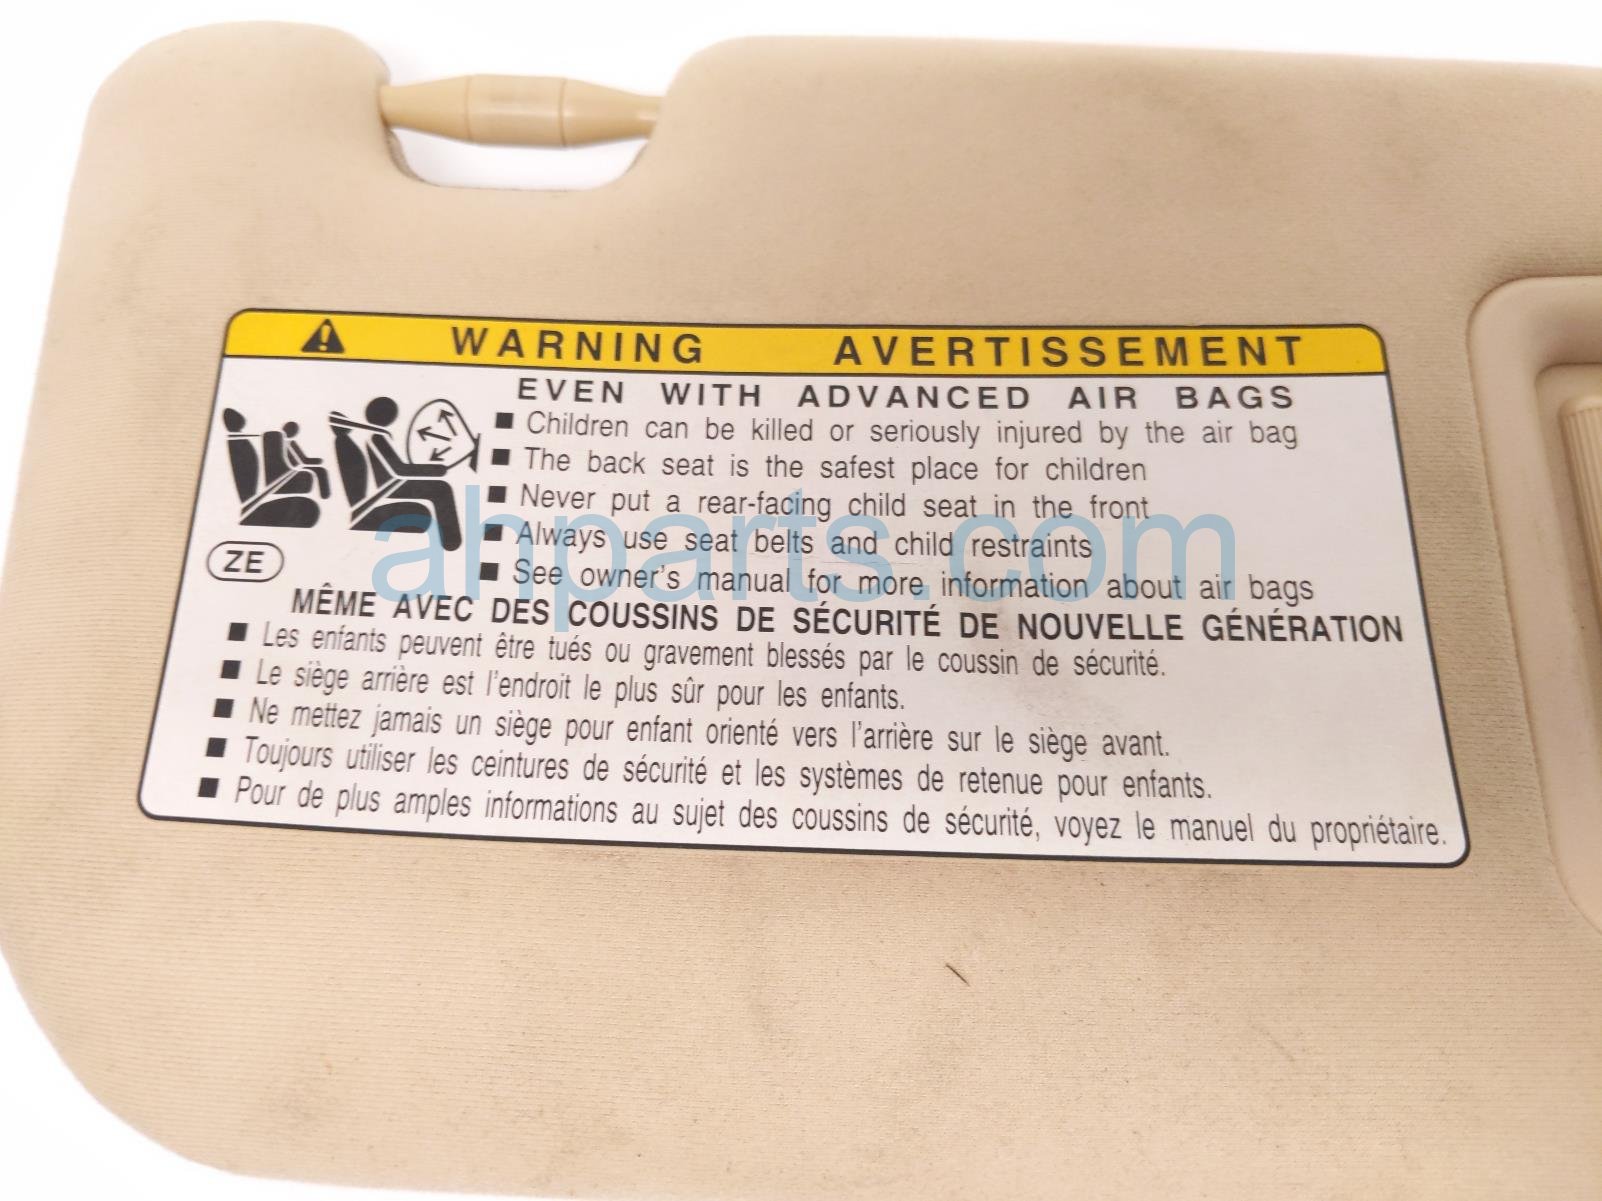 WARNING AVERTISSEMENT
EVEN WITH ADVANCED AIR BAGS
■ Children can be killed or seriously injured by the air bag
■ The back seat is the safest place for children
■ Never put a rear-facing child seat in the front
■ Always use seat belts and child restraints
■ See owner's manual for more information about air bags
ZE
MÊME AVEC DES COUSSINS DE SÉCURITÉ DE NOUVELLE GÉNÉRATION
■ Les enfants peuvent être tués ou gravement blessés par le coussin de sécurité.
■ Le siège arrière est l'endroit le plus sûr pour les enfants.
■ Ne mettez jamais un siège pour enfant orienté vers l'arrière sur le siège avant.
■ Toujours utiliser les ceintures de sécurité et les systèmes de retenue pour enfants.
■ Pour de plus amples informations au sujet des coussins de sécurité, voyez le manuel du propriétaire.
ahparts.com